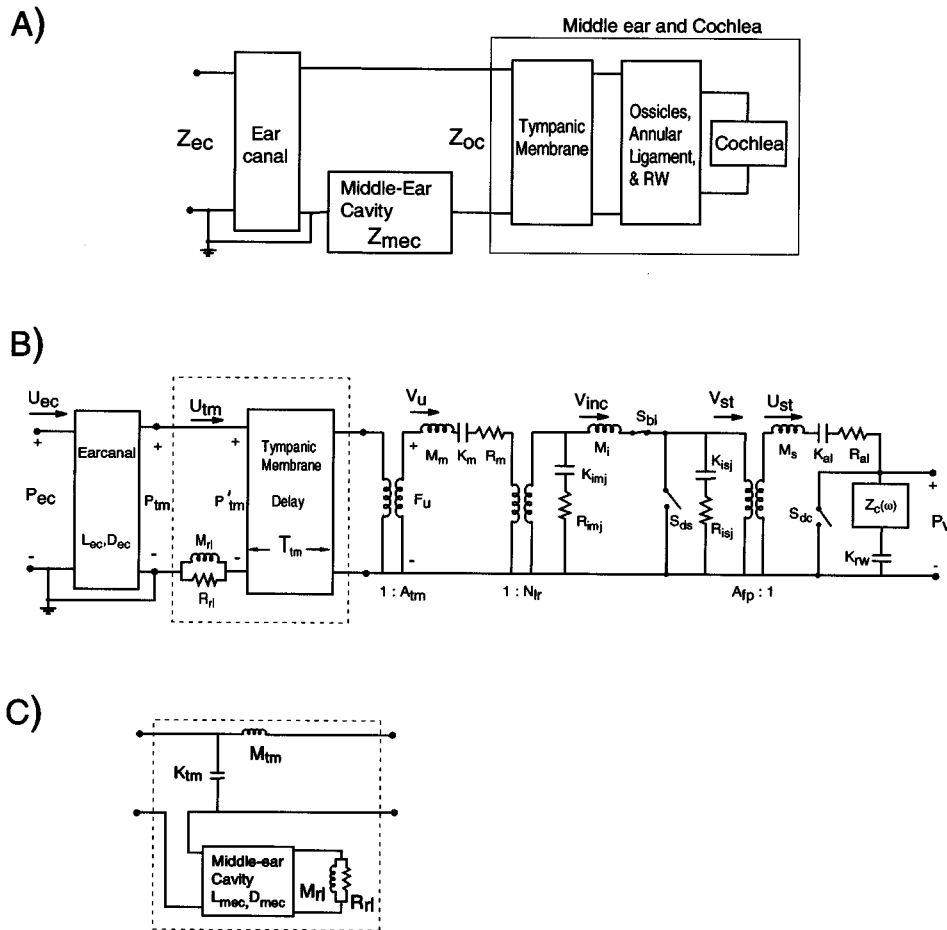 A)
Middle ear and Cochlea
Zec
Ear
canal
Middle-Ear
Cavity
Zmec
Zoc
Tympanic
Membrane
Ossicles,
Annular
Ligament,
& RW
Cochlea
B)
Uec
+
Pec
-
Earcanal
Lec,Dec
+
Ptm
-
Utm
+
P'tm
-
Mrl
Rrl
Tympanic
Membrane
Delay
Ttm
1 : Atm
+
Fu
-
Vu
Mm
Km
Rm
1 : Nlr
Vinc
Kimj
Rimj
Mi
Sbi
Sds
Kisj
Risj
Vst
Afp : 1
Ust
Ms
Kal
Ral
Sdc
Zc(ω)
Krw
+
Pv
-
C)
Mtm
Ktm
Middle-ear
Cavity
Lmec,Dmec
Mrl
Rrl